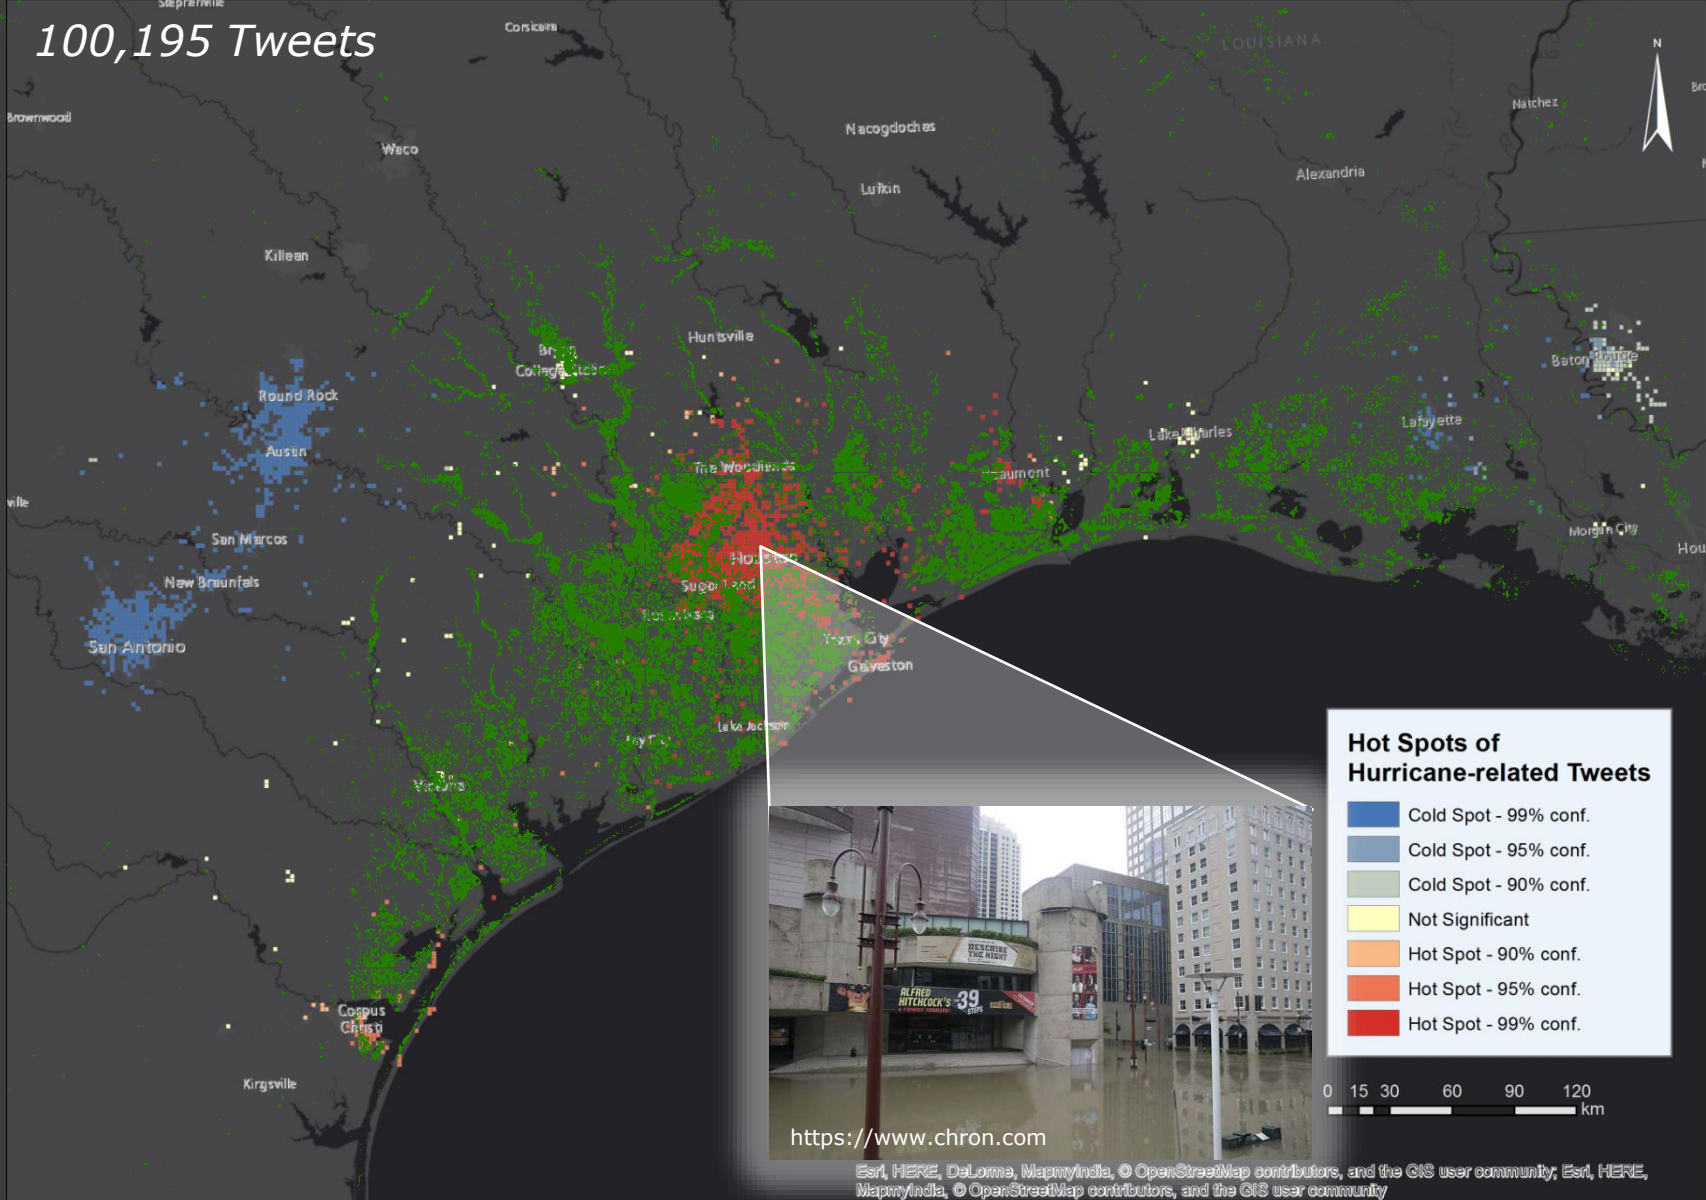 100,195 Tweets
Stephenville
Corsicana
LOUISIANA
N
Natchez
Brownwood
Nacogdoches
Waco
Alexandria
Lufkin
Killeen
Huntsville
Baton Rouge
College Station
Round Rock
Lafayette
Lake Charles
Austin
The Woodlands
Beaumont
ville
Morgan City
San Marcos
Hou
Houston
New Braunfels
Sugar Land
Rosenberg
Texas City
San Antonio
Galveston
Lake Jackson
Bay City
Victoria
Hot Spots of
Hurricane-related Tweets
Cold Spot - 99% conf.
Cold Spot - 95% conf.
Cold Spot - 90% conf.
Not Significant
Hot Spot - 90% conf.
Hot Spot - 95% conf.
Hot Spot - 99% conf.
DESCRIBE
THE NIGHT
ALFRED
HITCHCOCK'S 39
STEPS
Corpus
Christi
Kingsville
0 15 30 60 90 120
km
https://www.chron.com
Esri, HERE, DeLorme, MapmyIndia, © OpenStreetMap contributors, and the GIS user community; Esri, HERE,
MapmyIndia, © OpenStreetMap contributors, and the GIS user community